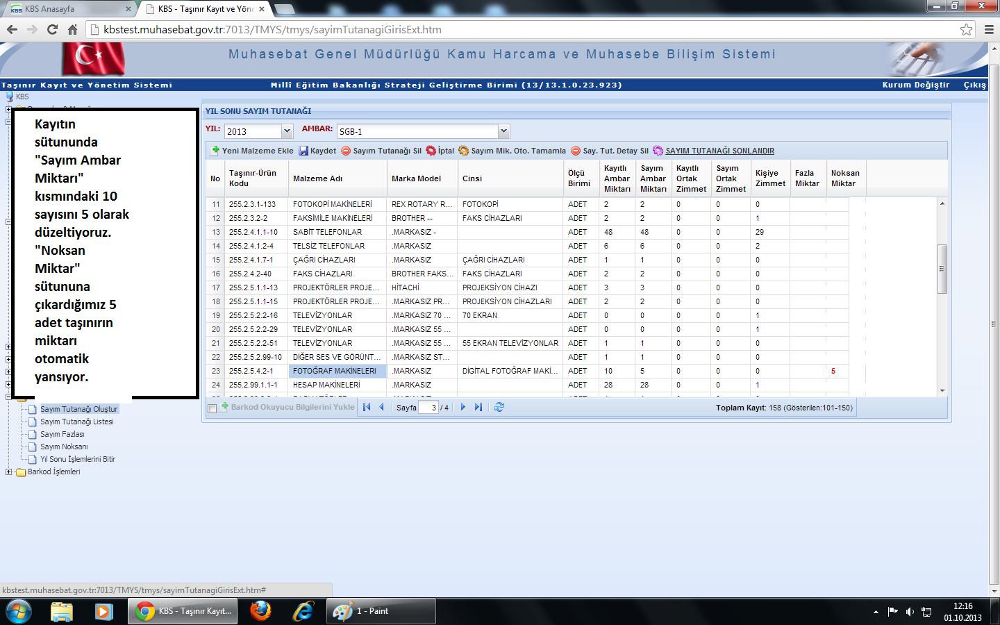 KBS Anasayfa
KBS - Taşınır Kayıt ve Yöne
kbstest.muhasebat.gov.tr:7013/TMYS/tmys/sayimTutanagiGirisExt.htm
Muhasebat Genel Müdürlüğü Kamu Harcama ve Muhasebe Bilişim Sistemi
Taşınır Kayıt ve Yönetim Sistemi
Millî Eğitim Bakanlığı Strateji Geliştirme Birimi (13/13.1.0.23.923)
Kurum Değiştir
Çıkış
KBS
Kayıtın
sütununda
"Sayım Ambar
Miktarı"
kısmındaki 10
sayısını 5 olarak
düzeltiyoruz.
"Noksan
Miktar"
sütununa
çıkardığımız 5
adet taşınırın
miktarı
otomatik
yansıyor.
Sayım Tutanağı Oluştur
Sayim Tutanağı Listesi
Sayım Fazlası
Sayım Noksanı
Yıl Sonu İşlemlerini Bitir
Barkod İşlemleri
YIL SONU SAYIM TUTANAĞI
YIL: 2013 AMBAR: SGB-1
Yeni Malzeme Ekle Kaydet Sayım Tutanağı Sil İptal Sayım Mik. Oto. Tamamla Say. Tut. Detay Sil SAYIM TUTANAĞI SONLANDIR
No Taşınır-Ürün Kodu Malzeme Adı Marka Model Cinsi Ölçü Birimi Kayıtlı Ambar Miktarı Sayım Ambar Miktarı Kayıtlı Ortak Zimmet Sayım Ortak Zimmet Kişiye Zimmet Fazla Miktar Noksan Miktar
11 255.2.3.1-133 FOTOKOPİ MAKİNELERİ REX ROTARY R... FOTOKOPİ ADET 2 2 0 0 0
12 255.2.3.2-2 FAKSİMİLE MAKİNELERİ BROTHER -- FAKS CİHAZLARI ADET 2 2 0 0 1
13 255.2.4.1.1-10 SABİT TELEFONLAR .MARKASIZ - ADET 48 48 0 0 29
14 255.2.4.1.2-4 TELSİZ TELEFONLAR .MARKASIZ ADET 6 6 0 0 2
15 255.2.4.1.7-1 ÇAĞRI CİHAZLARI .MARKASIZ ÇAĞRI CİHAZLARI ADET 1 1 0 0 0
16 255.2.4.2-40 FAKS CİHAZLARI BROTHER FAKS... FAKS CİHAZLARI ADET 2 2 0 0 0
17 255.2.5.1.1-13 PROJEKTÖRLER PROJE... HİTACHİ PROJEKSİYON CİHAZI ADET 3 3 0 0 0
18 255.2.5.1.1-15 PROJEKTÖRLER PROJE... .MARKASIZ PR... PROJEKSİYON CİHAZLARI ADET 2 2 0 0 0
19 255.2.5.2.2-16 TELEVİZYONLAR .MARKASIZ 70 ... 70 EKRAN ADET 0 0 0 0 1
20 255.2.5.2.2-29 TELEVİZYONLAR .MARKASIZ 55 ... ADET 0 0 0 0 1
21 255.2.5.2.2-51 TELEVİZYONLAR .MARKASIZ 55 ... 55 EKRAN TELEVİZYONLAR ADET 1 1 0 0 0
22 255.2.5.2.99-10 DİĞER SES VE GÖRÜNT... .MARKASIZ ST... ADET 1 1 0 0 0
23 255.2.5.4.2-1 FOTOĞRAF MAKİNELERI .MARKASIZ DİGİTAL FOTOĞRAF MAKİ... ADET 10 5 0 0 0 5
24 255.2.99.1.1-1 HESAP MAKİNELERİ .MARKASIZ ADET 28 28 0 0 1
Barkod Okuyucu Bilgilerini Yukle Sayfa 3 / 4 Toplam Kayıt: 158 (Gösterilen:101-150)
kbstest.muhasebat.gov.tr:7013/TMYS/tmys/sayimTutanagiGirisExt.htm#
KBS - Taşınır Kayıt...
1 - Paint
12:16
01.10.2013